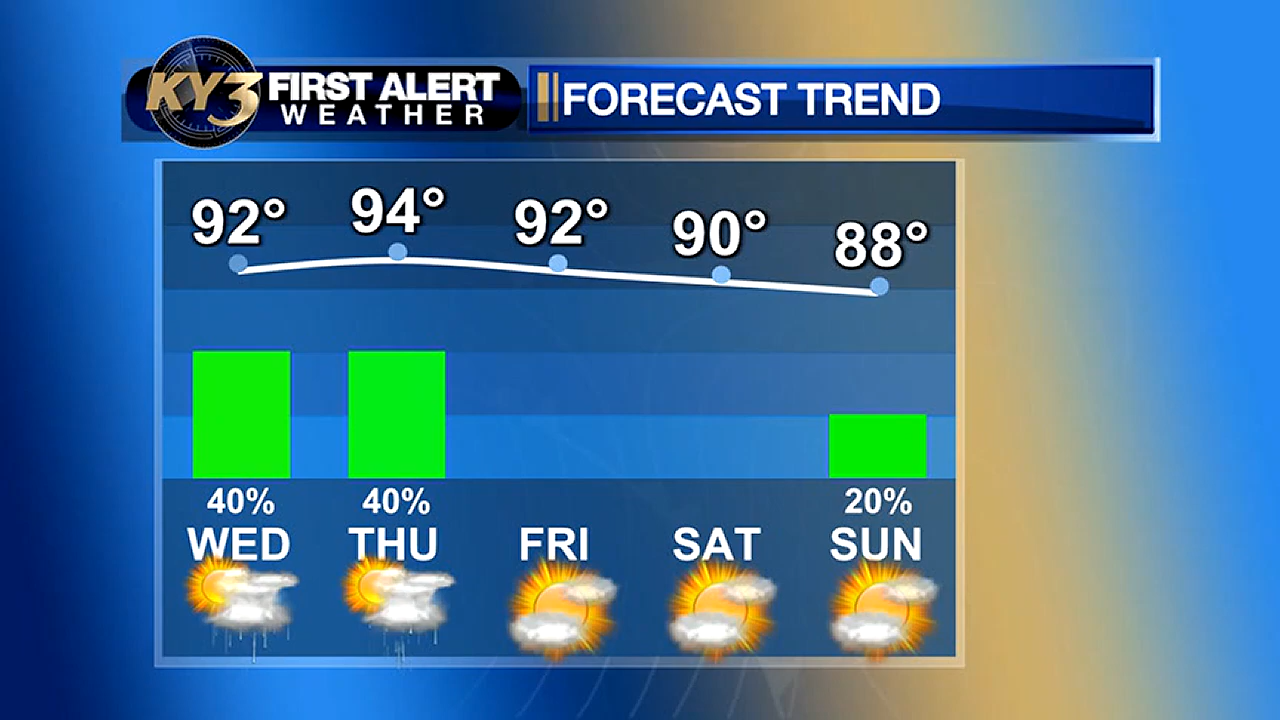 KY3 FIRST ALERT
WEATHER
FORECAST TREND
92° 94° 92° 90° 88°
40% 40% 20%
WED THU FRI SAT SUN